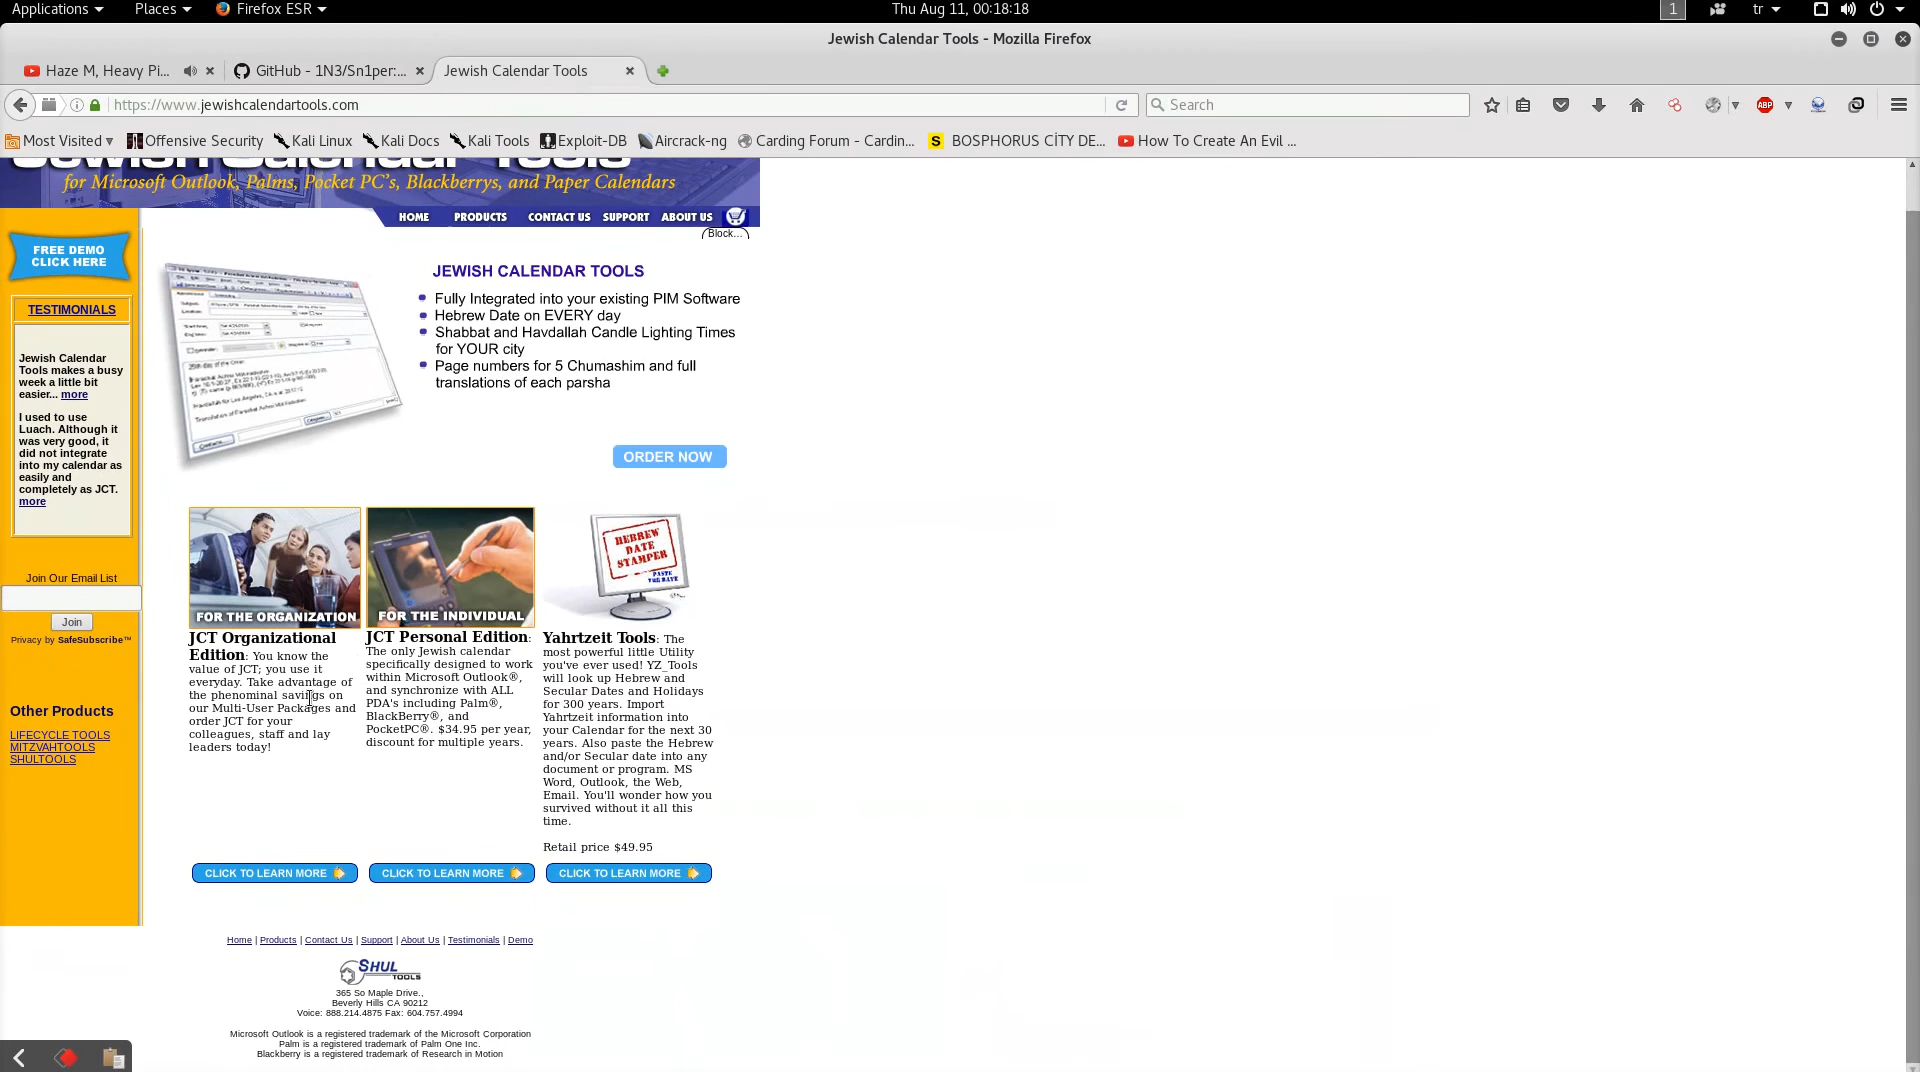 Applications Places Firefox ESR Thu Aug 11, 00:18:18 1 tr
Jewish Calendar Tools - Mozilla Firefox
Haze M, Heavy Pi... GitHub - 1N3/Sn1per:... Jewish Calendar Tools
https://www.jewishcalendartools.com Search ABP
Most Visited Offensive Security Kali Linux Kali Docs Kali Tools Exploit-DB Aircrack-ng Carding Forum - Cardin... S BOSPHORUS CİTY DE... How To Create An Evil ...
Jewish Calendar Tools
for Microsoft Outlook, Palms, Pocket PC's, Blackberrys, and Paper Calendars
HOME PRODUCTS CONTACT US SUPPORT ABOUT US
Block...
FREE DEMO
CLICK HERE
TESTIMONIALS
Jewish Calendar
Tools makes a busy
week a little bit
easier... more
I used to use
Luach. Although it
was very good, it
did not integrate
into my calendar as
easily and
completely as JCT.
more
Join Our Email List
Join
Privacy by SafeSubscribe™
Other Products
LIFECYCLE TOOLS
MITZVAHTOOLS
SHULTOOLS
JEWISH CALENDAR TOOLS
Fully Integrated into your existing PIM Software
Hebrew Date on EVERY day
Shabbat and Havdallah Candle Lighting Times
for YOUR city
Page numbers for 5 Chumashim and full
translations of each parsha
ORDER NOW
FOR THE ORGANIZATION
JCT Organizational
Edition: You know the
value of JCT; you use it
everyday. Take advantage of
the phenominal savings on
our Multi-User Packages and
order JCT for your
colleagues, staff and lay
leaders today!
CLICK TO LEARN MORE
FOR THE INDIVIDUAL
JCT Personal Edition:
The only Jewish calendar
specifically designed to work
within Microsoft Outlook®,
and synchronize with ALL
PDA's including Palm®,
BlackBerry®, and
PocketPC®. $34.95 per year,
discount for multiple years.
CLICK TO LEARN MORE
HEBREW
DATE
STAMPER
PASTE
THE DATE
Yahrtzeit Tools: The
most powerful little Utility
you've ever used! YZ_Tools
will look up Hebrew and
Secular Dates and Holidays
for 300 years. Import
Yahrtzeit information into
your Calendar for the next 30
years. Also paste the Hebrew
and/or Secular date into any
document or program. MS
Word, Outlook, the Web,
Email. You'll wonder how you
survived without it all this
time.
Retail price $49.95
CLICK TO LEARN MORE
Home | Products | Contact Us | Support | About Us | Testimonials | Demo
SHUL
TOOLS
365 So Maple Drive.,
Beverly Hills CA 90212
Voice: 888.214.4875 Fax: 604.757.4994
Microsoft Outlook is a registered trademark of the Microsoft Corporation
Palm is a registered trademark of Palm One Inc.
Blackberry is a registered trademark of Research in Motion